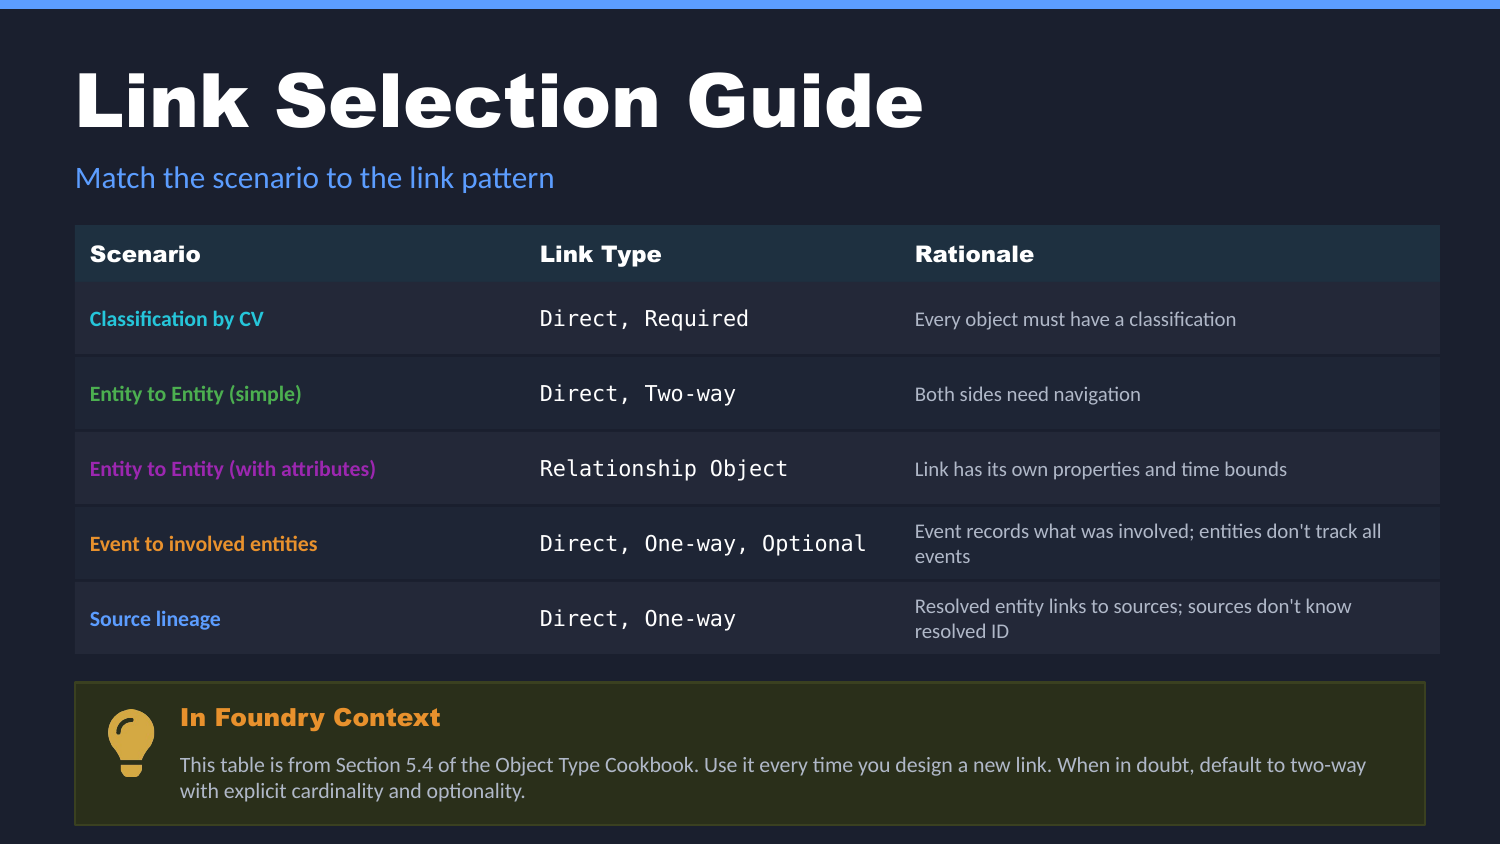 Link Selection Guide
Match the scenario to the link pattern
Scenario Link Type Rationale
Classification by CV Direct, Required Every object must have a classification
Entity to Entity (simple) Direct, Two-way Both sides need navigation
Entity to Entity (with attributes) Relationship Object Link has its own properties and time bounds
Event to involved entities Direct, One-way, Optional Event records what was involved; entities don't track all
events
Source lineage Direct, One-way Resolved entity links to sources; sources don't know
resolved ID
In Foundry Context
This table is from Section 5.4 of the Object Type Cookbook. Use it every time you design a new link. When in doubt, default to two-way
with explicit cardinality and optionality.